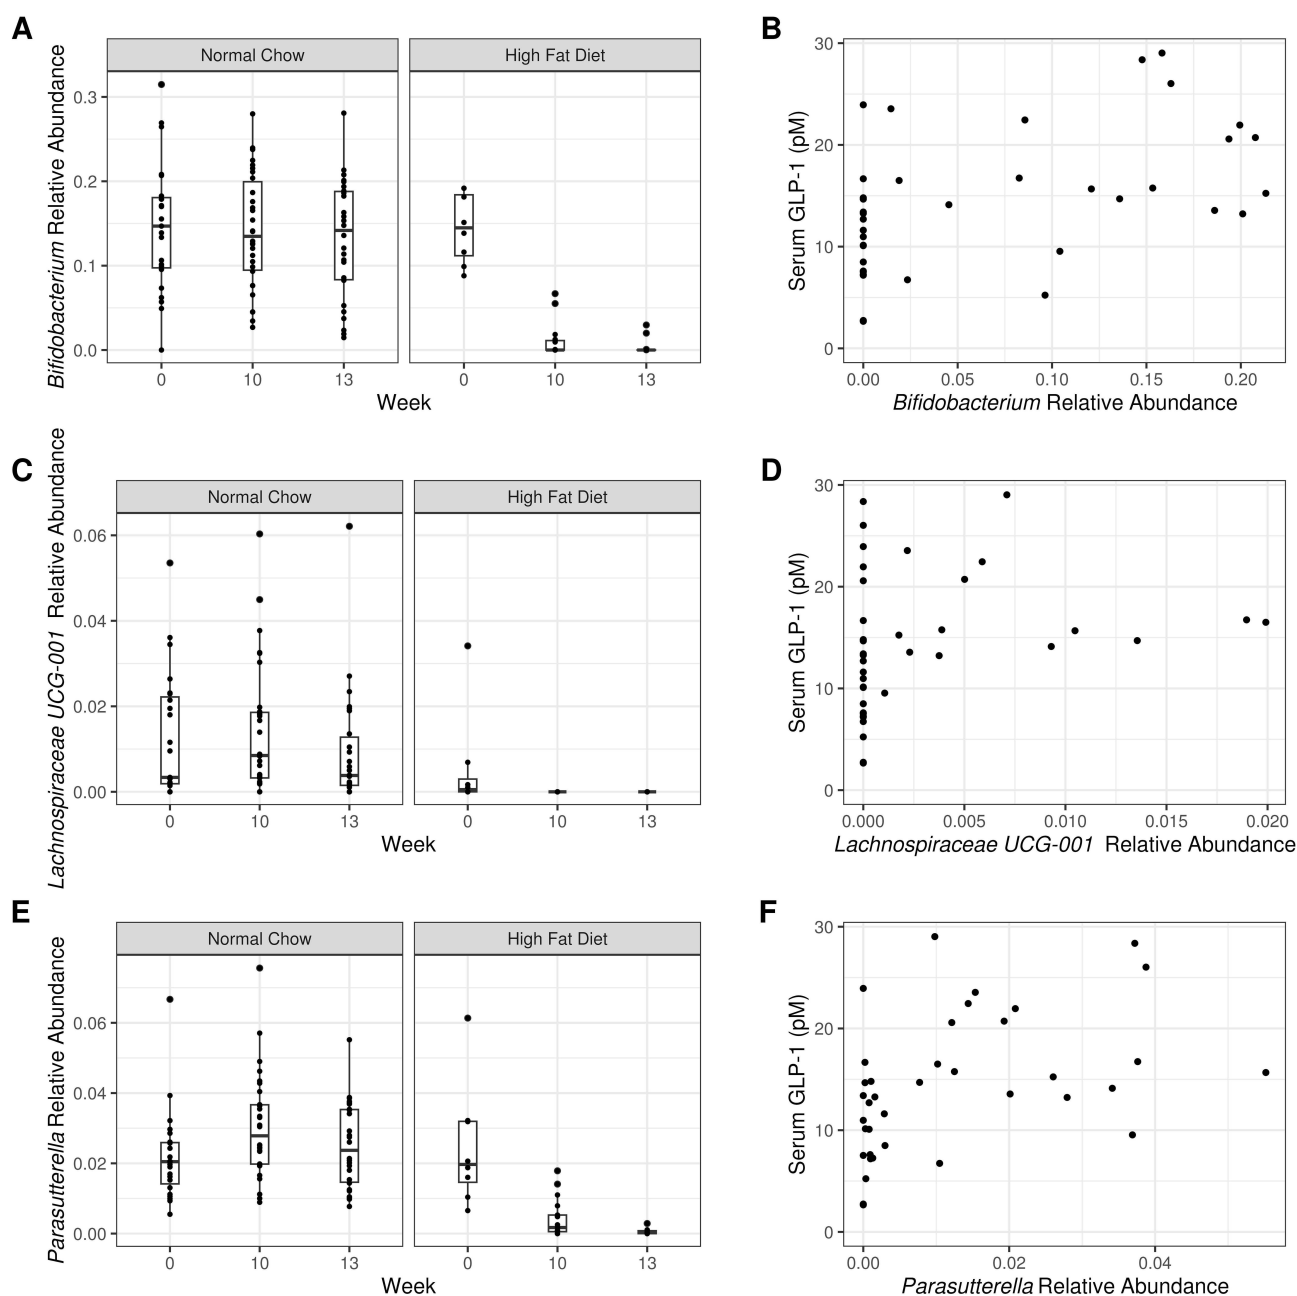 A
Normal Chow
High Fat Diet
Bifidobacterium Relative Abundance
0.3
0.2
0.1
0.0
0
10
13
0
10
13
Week
B
Serum GLP-1 (pM)
30
20
10
0
0.00
0.05
0.10
0.15
0.20
Bifidobacterium Relative Abundance
C
Normal Chow
High Fat Diet
Lachnospiraceae UCG-001 Relative Abundance
0.06
0.04
0.02
0.00
0
10
13
0
10
13
Week
D
Serum GLP-1 (pM)
30
20
10
0
0.000
0.005
0.010
0.015
0.020
Lachnospiraceae UCG-001 Relative Abundance
E
Normal Chow
High Fat Diet
Parasutterella Relative Abundance
0.06
0.04
0.02
0.00
0
10
13
0
10
13
Week
F
Serum GLP-1 (pM)
30
20
10
0
0.00
0.02
0.04
Parasutterella Relative Abundance